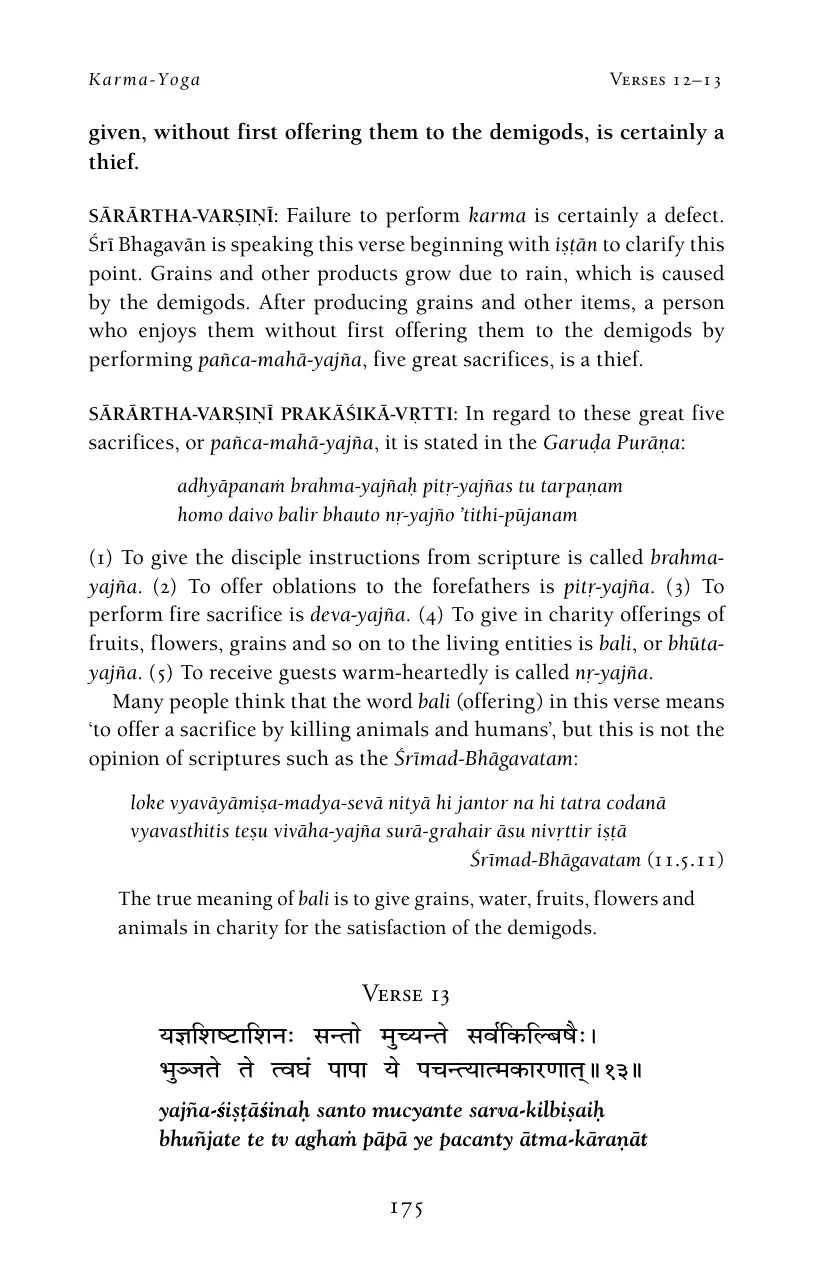 Karma-Yoga Verses 12–13
given, without first offering them to the demigods, is certainly a
thief.
SĀRĀRTHA-VARṢIṆĪ: Failure to perform karma is certainly a defect.
Śrī Bhagavān is speaking this verse beginning with iṣṭān to clarify this
point. Grains and other products grow due to rain, which is caused
by the demigods. After producing grains and other items, a person
who enjoys them without first offering them to the demigods by
performing pañca-mahā-yajña, five great sacrifices, is a thief.
SĀRĀRTHA-VARṢIṆĪ PRAKĀŚIKĀ-VṚTTI: In regard to these great five
sacrifices, or pañca-mahā-yajña, it is stated in the Garuḍa Purāṇa:
adhyāpanaṁ brahma-yajñaḥ pitṛ-yajñas tu tarpaṇam
homo daivo balir bhauto nṛ-yajño ’tithi-pūjanam
(1) To give the disciple instructions from scripture is called brahma-
yajña. (2) To offer oblations to the forefathers is pitṛ-yajña. (3) To
perform fire sacrifice is deva-yajña. (4) To give in charity offerings of
fruits, flowers, grains and so on to the living entities is bali, or bhūta-
yajña. (5) To receive guests warm-heartedly is called nṛ-yajña.
Many people think that the word bali (offering) in this verse means
‘to offer a sacrifice by killing animals and humans’, but this is not the
opinion of scriptures such as the Śrīmad-Bhāgavatam:
loke vyavāyāmiṣa-madya-sevā nityā hi jantor na hi tatra codanā
vyavasthitis teṣu vivāha-yajña surā-grahair āsu nivṛttir iṣṭā
Śrīmad-Bhāgavatam (11.5.11)
The true meaning of bali is to give grains, water, fruits, flowers and
animals in charity for the satisfaction of the demigods.
Verse 13
यज्ञशिष्टाशिनः सन्तो मुच्यन्ते सर्वकिल्बिषैः।
भुञ्जते ते त्वघं पापा ये पचन्त्यात्मकारणात्॥१३॥
yajña-śiṣṭāśinaḥ santo mucyante sarva-kilbiṣaiḥ
bhuñjate te tv aghaṁ pāpā ye pacanty ātma-kāraṇāt
175